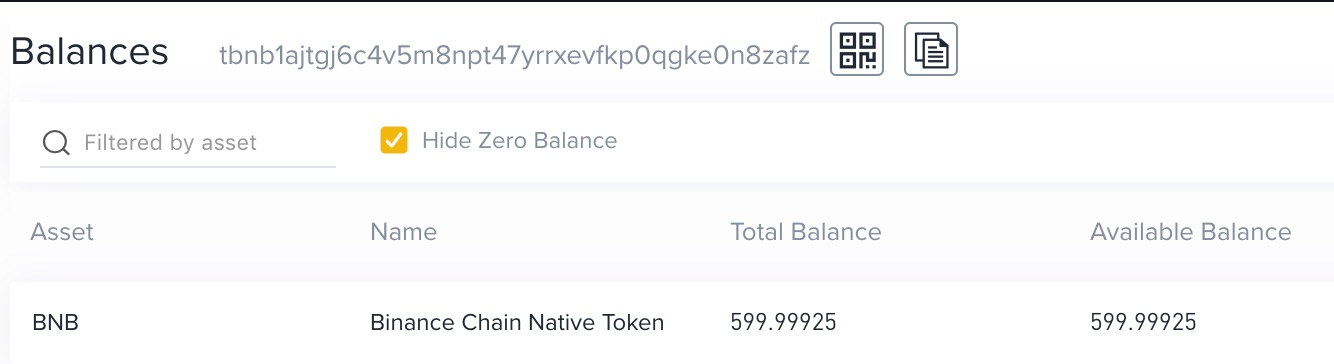 Balances tbnb1ajtgj6c4v5m8npt47yrrxevfkp0qgke0n8zafz
Filtered by asset Hide Zero Balance
Asset Name Total Balance Available Balance
BNB Binance Chain Native Token 599.99925 599.99925